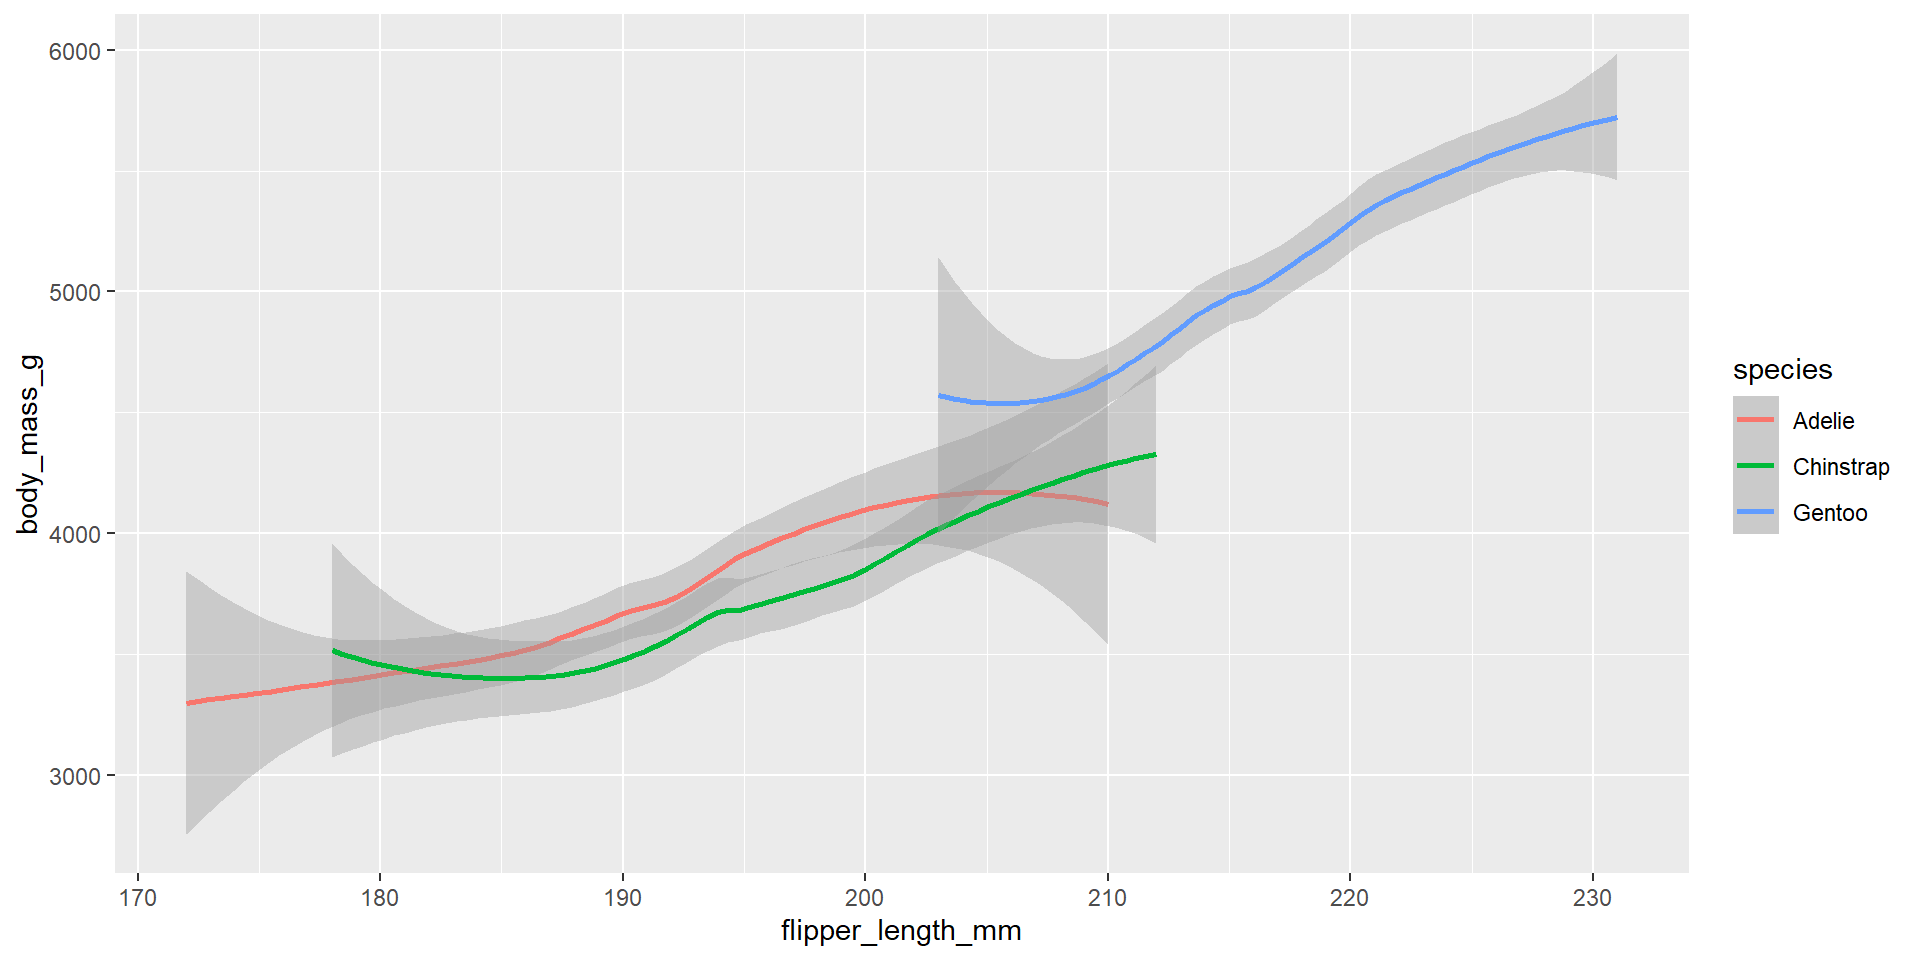 6000
5000
4000
3000
body_mass_g
170 180 190 200 210 220 230
flipper_length_mm
species
Adelie
Chinstrap
Gentoo